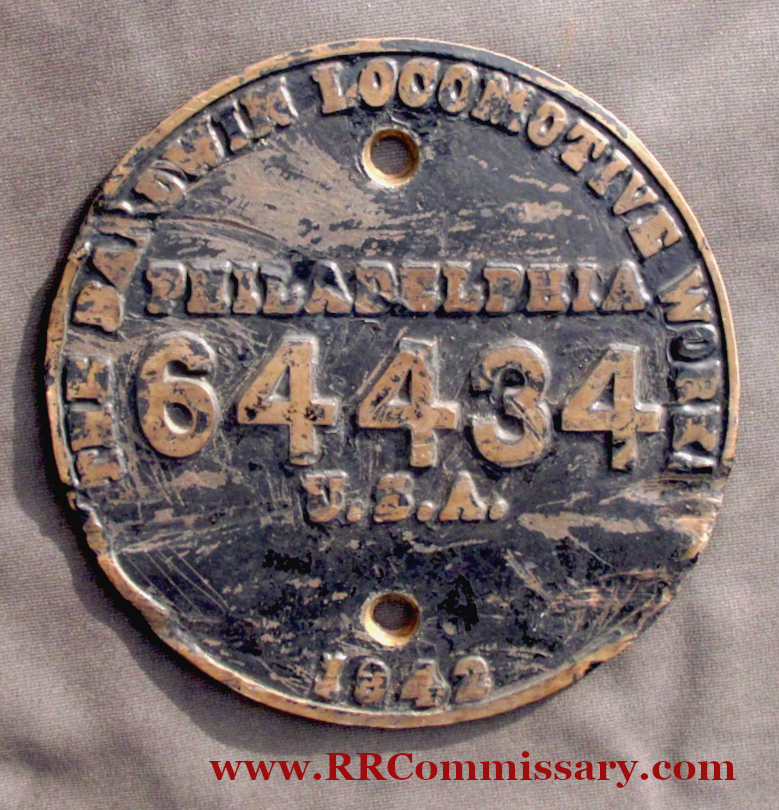 THE BALDWIN LOCOMOTIVE WORKS
PHILADELPHIA
64434
U.S.A.
1942
www.RRCommissary.com